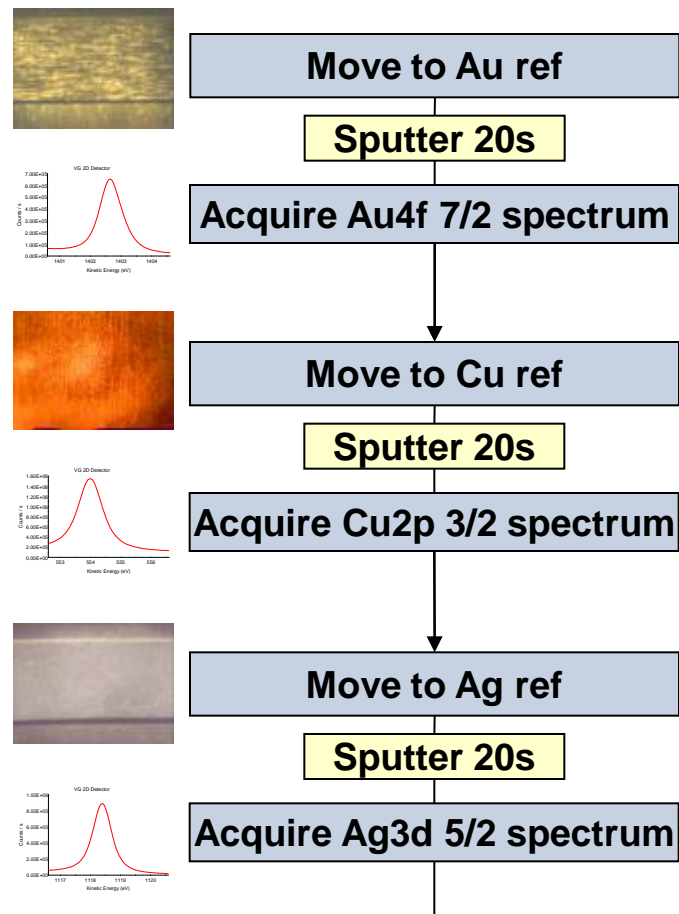 Move to Au ref
Sputter 20s
VG 2D Detector
7.00E+05
6.00E+05
5.00E+05
4.00E+05
3.00E+05
2.00E+05
1.00E+05
0.00E+00
Counts / s
1401 1402 1403 1404
Kinetic Energy (eV)
Acquire Au4f 7/2 spectrum
Move to Cu ref
Sputter 20s
VG 2D Detector
1.60E+06
1.40E+06
1.20E+06
1.00E+06
8.00E+05
6.00E+05
4.00E+05
2.00E+05
0.00E+00
Counts / s
553 554 555 556
Kinetic Energy (eV)
Acquire Cu2p 3/2 spectrum
Move to Ag ref
Sputter 20s
VG 2D Detector
1.00E+06
8.00E+05
6.00E+05
4.00E+05
2.00E+05
0.00E+00
Counts / s
1117 1118 1119 1120
Kinetic Energy (eV)
Acquire Ag3d 5/2 spectrum